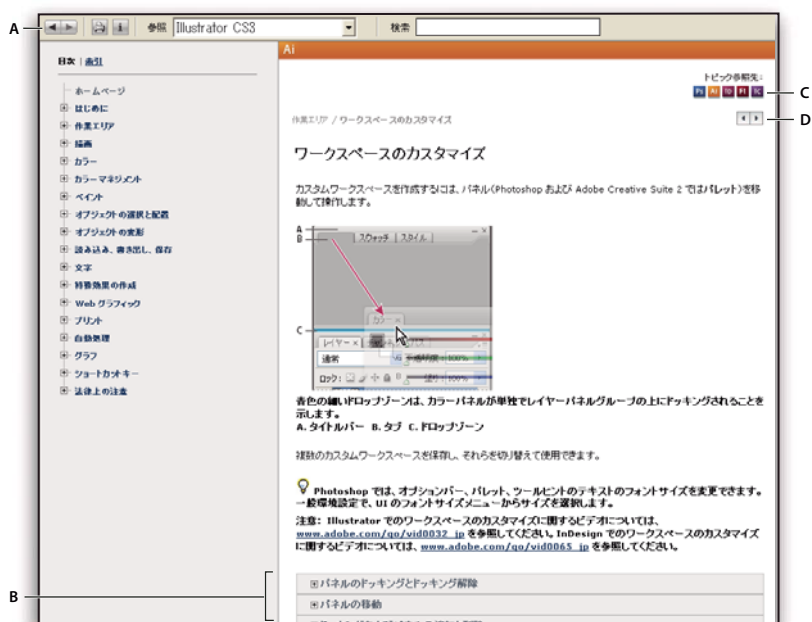 A
参照 Illustrator CS3 検索
目次 | 索引
ホームページ
はじめに
作業エリア
描画
カラー
カラーマネジメント
ペイント
オブジェクトの選択と配置
オブジェクトの変形
読み込み、書き出し、保存
文字
特殊効果の作成
Web グラフィック
プリント
自動処理
グラフ
ショートカットキー
法律上の注意
Ai
トピック参照先:
Ps Ai ID Fl
C
D
作業エリア / ワークスペースのカスタマイズ
ワークスペースのカスタマイズ
カスタムワークスペースを作成するには、パネル(Photoshop および Adobe Creative Suite 2 ではパレット)を移
動して操作します。
A
B
スウォッチ スタイル
カラー ×
C
レイヤー ×
通常 不透明度: 100%
ロック: 塗り: 100%
青色の細いドロップゾーンは、カラーパネルが単独でレイヤーパネルグループの上にドッキングされることを
示します。
A. タイトルバー B. タブ C. ドロップゾーン
複数のカスタムワークスペースを保存し、それらを切り替えて使用できます。
Photoshop では、オプションバー、パレット、ツールヒントのテキストのフォントサイズを変更できます。
一般環境設定で、UI のフォントサイズメニューからサイズを選択します。
注意: Illustrator でのワークスペースのカスタマイズに関するビデオについては、
www.adobe.com/go/vid0032_jp を参照してください。InDesign でのワークスペースのカスタマイズ
に関するビデオについては、www.adobe.com/go/vid0065_jp を参照してください。
B
パネルのドッキングとドッキング解除
パネルの移動